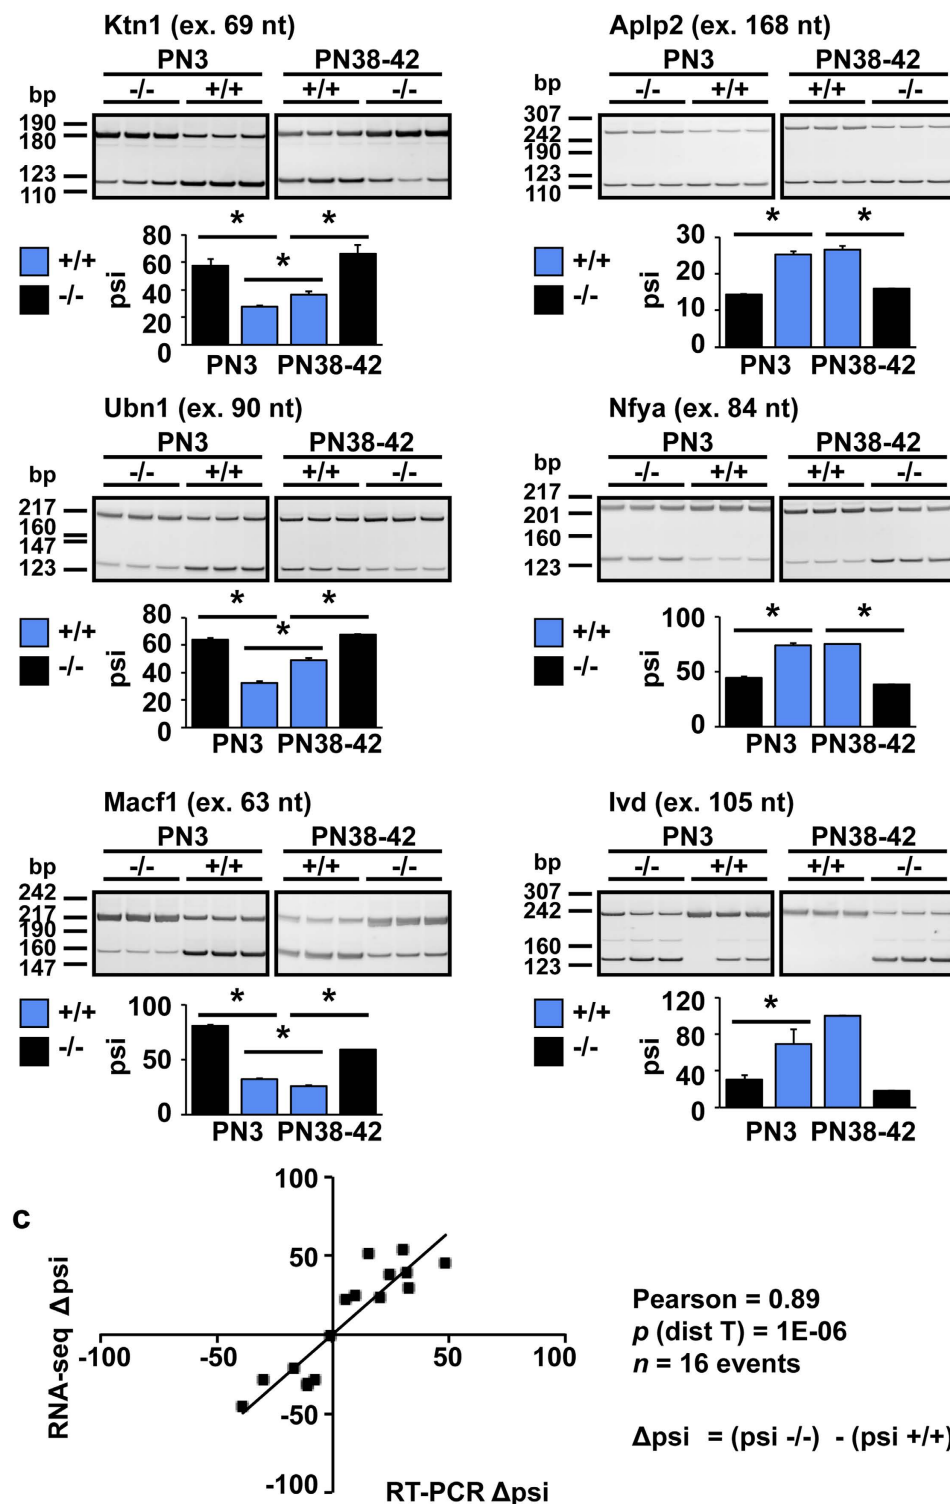 Ktn1 (ex. 69 nt)
PN3 PN38-42
bp -/- +/+ +/+ -/-
190
180
123
110
* *
*
+/+
-/-
psi
80
60
40
20
0
PN3 PN38-42
Aplp2 (ex. 168 nt)
PN3 PN38-42
bp -/- +/+ +/+ -/-
307
242
190
123
110
* *
+/+
-/-
psi
30
20
10
0
PN3 PN38-42
Ubn1 (ex. 90 nt)
PN3 PN38-42
bp -/- +/+ +/+ -/-
217
160
147
123
* *
*
+/+
-/-
psi
80
60
40
20
0
PN3 PN38-42
Nfya (ex. 84 nt)
PN3 PN38-42
bp -/- +/+ +/+ -/-
217
201
160
123
* *
+/+
-/-
psi
100
50
0
PN3 PN38-42
Macf1 (ex. 63 nt)
PN3 PN38-42
bp -/- +/+ +/+ -/-
242
217
190
160
147
* *
*
+/+
-/-
psi
100
50
0
PN3 PN38-42
Ivd (ex. 105 nt)
PN3 PN38-42
bp -/- +/+ +/+ -/-
307
242
160
123
*
+/+
-/-
psi
120
80
40
0
PN3 PN38-42
c
RNA-seq Δpsi
100
50
-100 -50 50 100
-50
-100
RT-PCR Δpsi
Pearson = 0.89
p (dist T) = 1E-06
n = 16 events
Δpsi = (psi -/-) - (psi +/+)